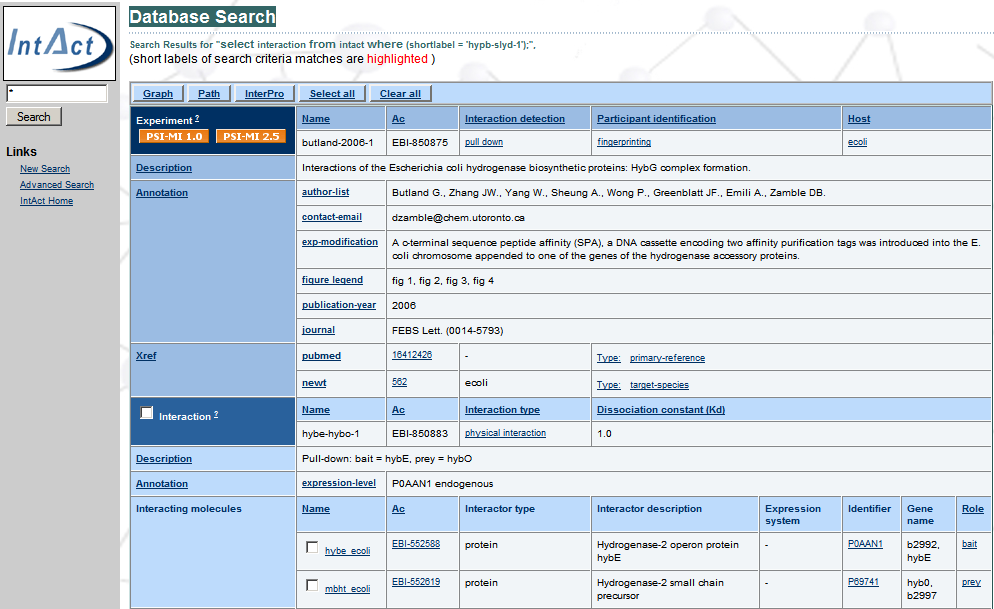 IntAct
*
Search
Links
New Search
Advanced Search
IntAct Home
Database Search
Search Results for "select interaction from intact where (shortlabel = 'hypb-slyd-1');",
(short labels of search criteria matches are highlighted )
Graph Path InterPro Select all Clear all
Experiment ? Name Ac Interaction detection Participant identification Host
PSI-MI 1.0 PSI-MI 2.5
butland-2006-1 EBI-850875 pull down fingerprinting ecoli
Description Interactions of the Escherichia coli hydrogenase biosynthetic proteins: HybG complex formation.
Annotation author-list Butland G., Zhang JW., Yang W., Sheung A., Wong P., Greenblatt JF., Emili A., Zamble DB.
contact-email dzamble@chem.utoronto.ca
exp-modification A c-terminal sequence peptide affinity (SPA), a DNA cassette encoding two affinity purification tags was introduced into the E.
coli chromosome appended to one of the genes of the hydrogenase accessory proteins.
figure legend fig 1, fig 2, fig 3, fig 4
publication-year 2006
journal FEBS Lett. (0014-5793)
Xref pubmed 16412426 - Type: primary-reference
newt 562 ecoli Type: target-species
Interaction ? Name Ac Interaction type Dissociation constant (Kd)
hybe-hybo-1 EBI-850883 physical interaction 1.0
Description Pull-down: bait = hybE, prey = hybO
Annotation expression-level P0AAN1 endogenous
Interacting molecules Name Ac Interactor type Interactor description Expression system Identifier Gene name Role
hybe_ecoli EBI-552588 protein Hydrogenase-2 operon protein hybE - P0AAN1 b2992, hybE bait
mbht_ecoli EBI-552619 protein Hydrogenase-2 small chain precursor - P69741 hyb0, b2997 prey